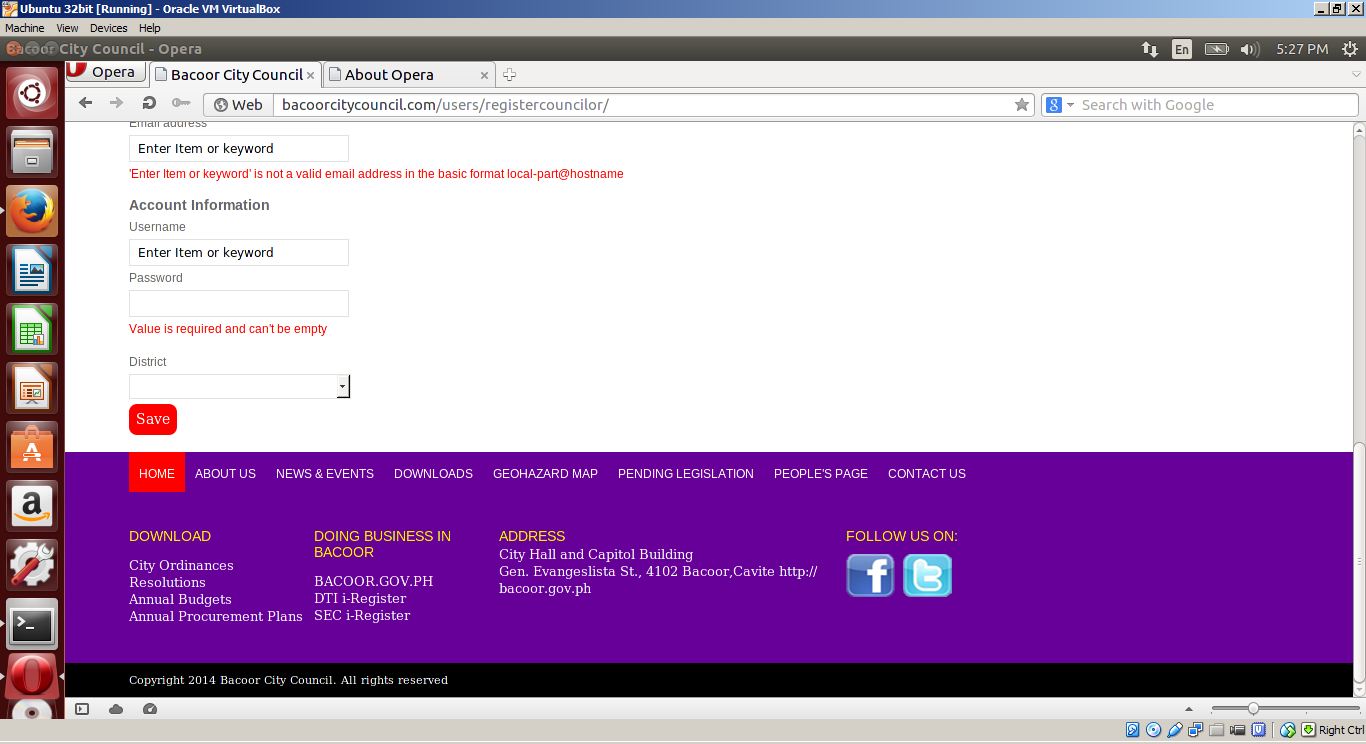 Ubuntu 32bit [Running] - Oracle VM VirtualBox
Machine View Devices Help
Bacoor City Council - Opera En 5:27 PM
Opera Bacoor City Council × About Opera ×
Web bacoorcitycouncil.com/users/registercouncilor/ Search with Google
Email address
Enter Item or keyword
'Enter Item or keyword' is not a valid email address in the basic format local-part@hostname
Account Information
Username
Enter Item or keyword
Password
Value is required and can't be empty
District
Save
HOME ABOUT US NEWS & EVENTS DOWNLOADS GEOHAZARD MAP PENDING LEGISLATION PEOPLE'S PAGE CONTACT US
DOWNLOAD
City Ordinances
Resolutions
Annual Budgets
Annual Procurement Plans
DOING BUSINESS IN
BACOOR
BACOOR.GOV.PH
DTI i-Register
SEC i-Register
ADDRESS
City Hall and Capitol Building
Gen. Evangeslista St., 4102 Bacoor,Cavite http://
bacoor.gov.ph
FOLLOW US ON:
Copyright 2014 Bacoor City Council. All rights reserved
Right Ctrl